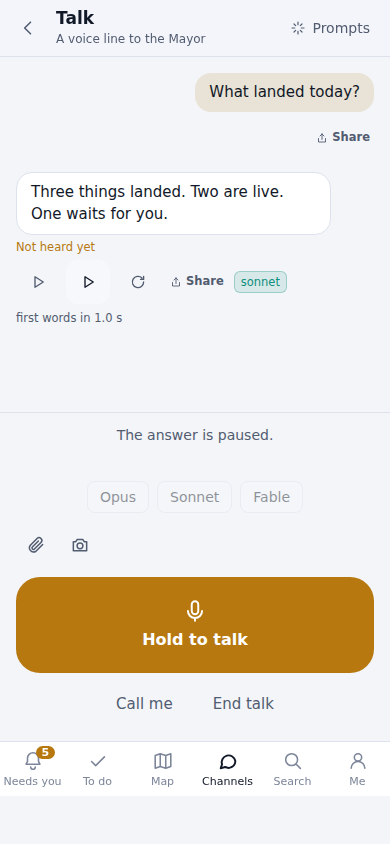 Talk
A voice line to the Mayor
Prompts
What landed today?
Share
Three things landed. Two are live.
One waits for you.
Not heard yet
Share
sonnet
first words in 1.0 s
The answer is paused.
Opus
Sonnet
Fable
Hold to talk
Call me
End talk
5
Needs you
To do
Map
Channels
Search
Me